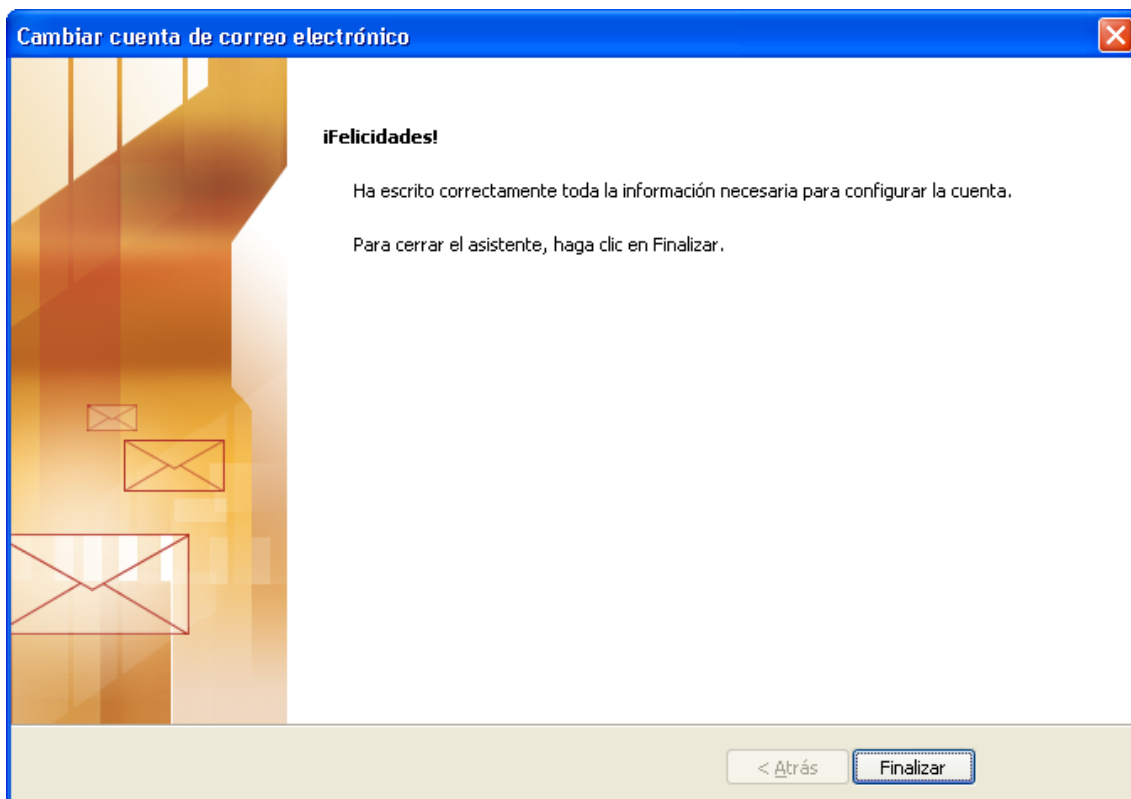 Cambiar cuenta de correo electrónico
¡Felicidades!
Ha escrito correctamente toda la información necesaria para configurar la cuenta.
Para cerrar el asistente, haga clic en Finalizar.
< Atrás
Finalizar